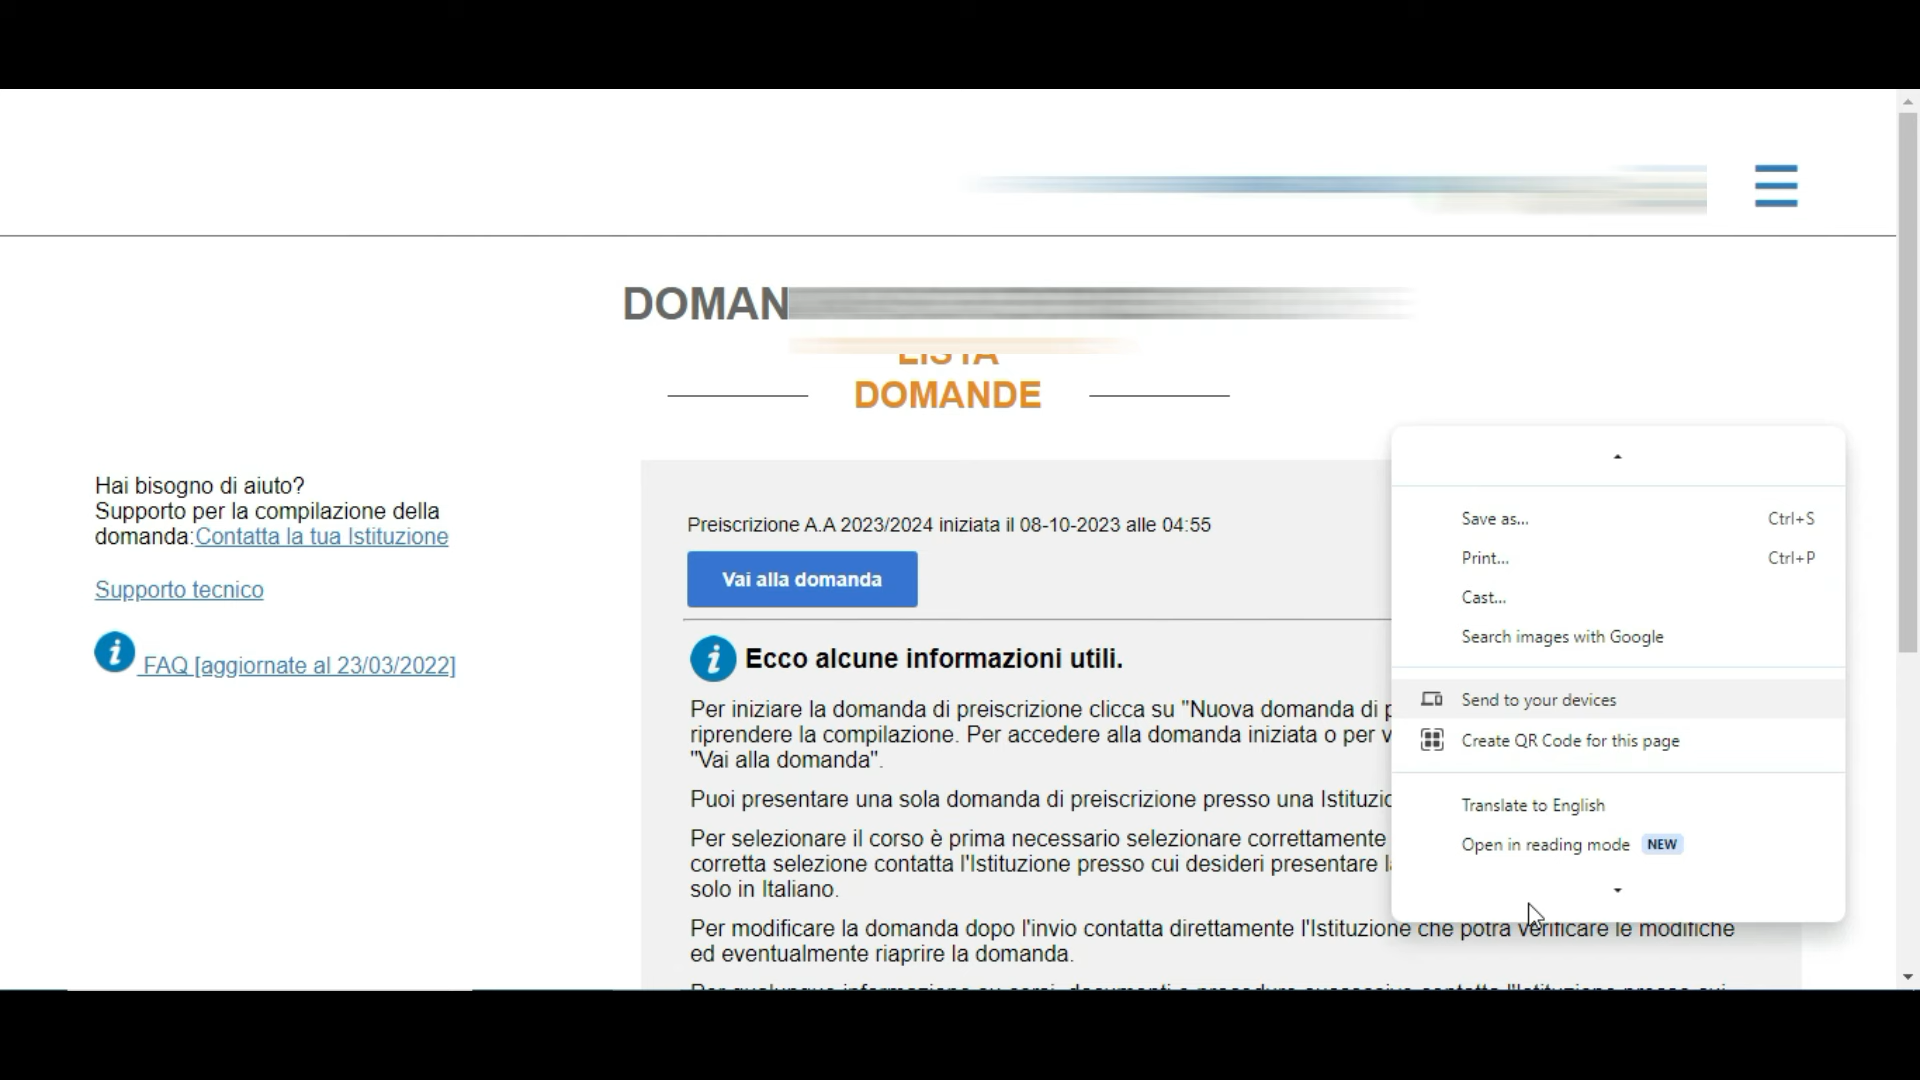 DOMAN
LISTA
DOMANDE
Hai bisogno di aiuto?
Supporto per la compilazione della
domanda:Contatta la tua Istituzione
Supporto tecnico
FAQ [aggiornate al 23/03/2022]
Preiscrizione A.A 2023/2024 iniziata il 08-10-2023 alle 04:55
Vai alla domanda
Ecco alcune informazioni utili.
Per iniziare la domanda di preiscrizione clicca su "Nuova domanda di p
riprendere la compilazione. Per accedere alla domanda iniziata o per v
"Vai alla domanda".
Puoi presentare una sola domanda di preiscrizione presso una Istituzio
Per selezionare il corso è prima necessario selezionare correttamente
corretta selezione contatta l'Istituzione presso cui desideri presentare l
solo in Italiano.
Per modificare la domanda dopo l'invio contatta direttamente l'Istituzione che potrà verificare le modifiche
ed eventualmente riaprire la domanda.
Save as... Ctrl+S
Print... Ctrl+P
Cast...
Search images with Google
Send to your devices
Create QR Code for this page
Translate to English
Open in reading mode NEW